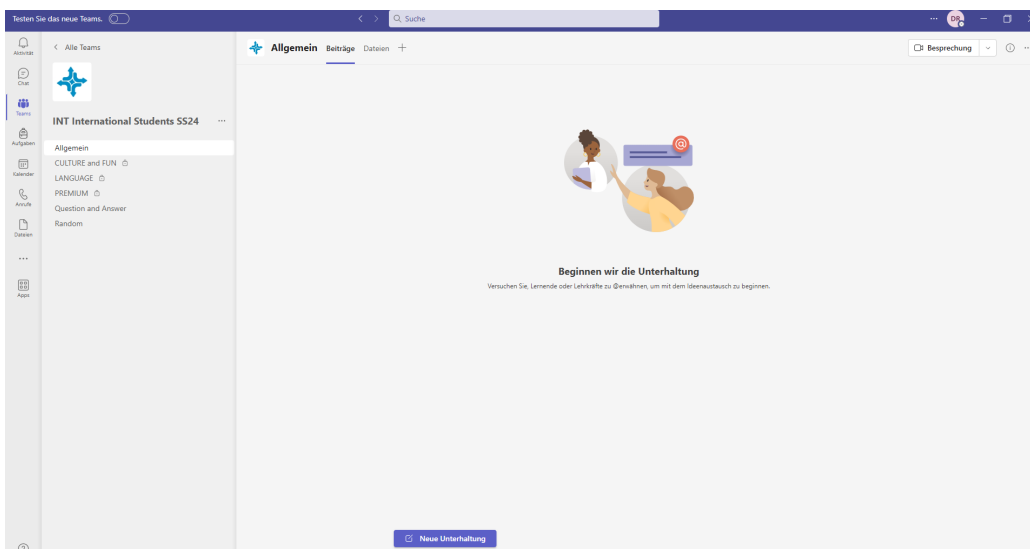 Testen Sie das neue Teams.
Suche
DR
Aktivität
Chat
Teams
Aufgaben
Kalender
Anrufe
Dateien
Apps
Alle Teams
INT International Students SS24
Allgemein
CULTURE and FUN
LANGUAGE
PREMIUM
Question and Answer
Random
Allgemein Beiträge Dateien
Besprechung
@
Beginnen wir die Unterhaltung
Versuchen Sie, Lernende oder Lehrkräfte zu @erwähnen, um mit dem Ideenaustausch zu beginnen.
Neue Unterhaltung